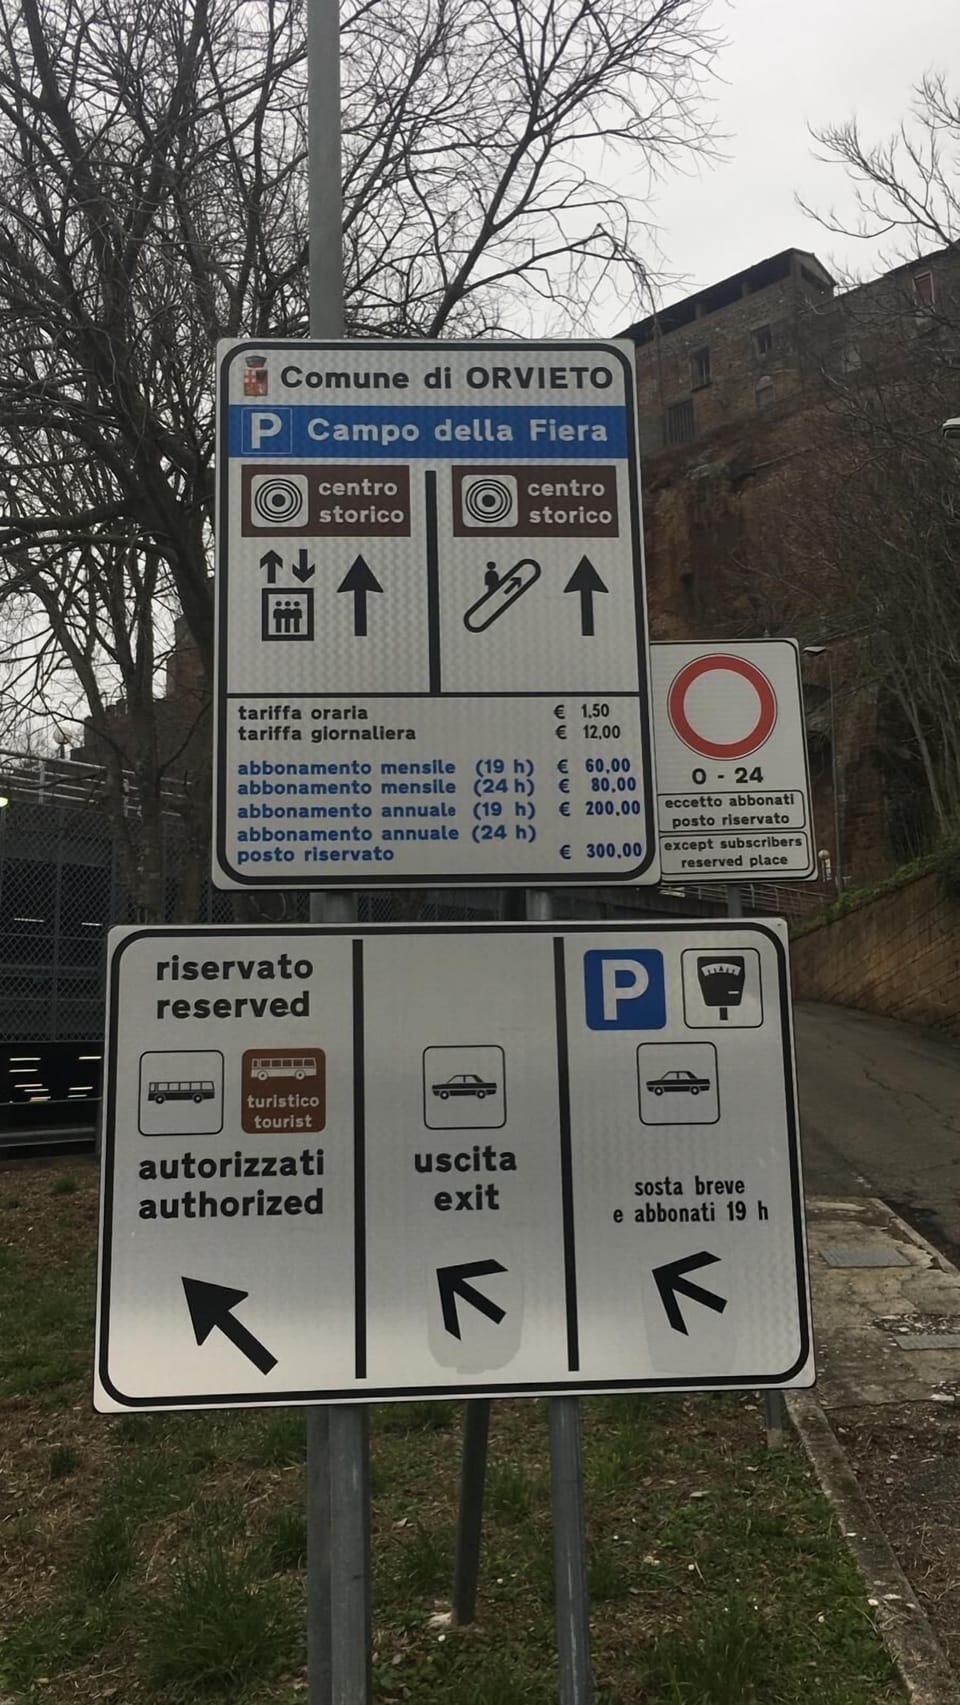 Comune di ORVIETO
P Campo della Fiera
centro storico
centro storico
tariffa oraria € 1,50
tariffa giornaliera € 12,00
abbonamento mensile (19 h) € 60,00
abbonamento mensile (24 h) € 80,00
abbonamento annuale (19 h) € 200,00
abbonamento annuale (24 h)
posto riservato € 300,00
0 - 24
eccetto abbonati
posto riservato
except subscribers
reserved place
riservato
reserved
turistico
tourist
autorizzati
authorized
uscita
exit
P
sosta breve
e abbonati 19 h